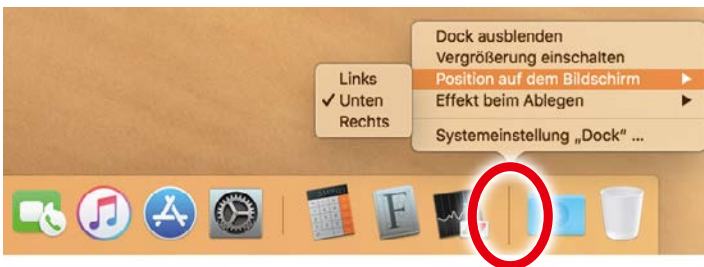 Dock ausblenden
Vergrößerung einschalten
Position auf dem Bildschirm
Effekt beim Ablegen
Systemeinstellung „Dock“ ...
Links
✓ Unten
Rechts
F